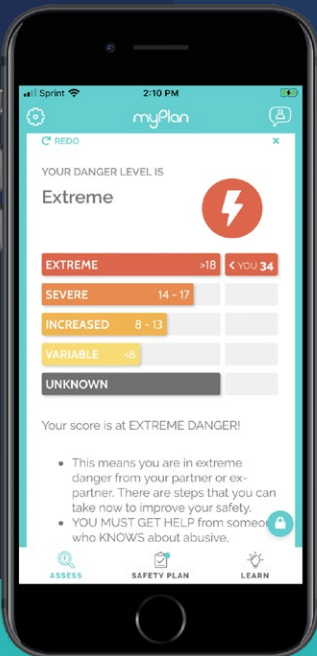 Sprint 2:10 PM
myPlan
REDO ×
YOUR DANGER LEVEL IS
Extreme
EXTREME >18 < YOU 34
SEVERE 14 - 17
INCREASED 8 - 13
VARIABLE <8
UNKNOWN
Your score is at EXTREME DANGER!
• This means you are in extreme
danger from your partner or ex-
partner. There are steps that you can
take now to improve your safety.
• YOU MUST GET HELP from
who KNOWS about abusive,
ASSESS SAFETY PLAN LEARN